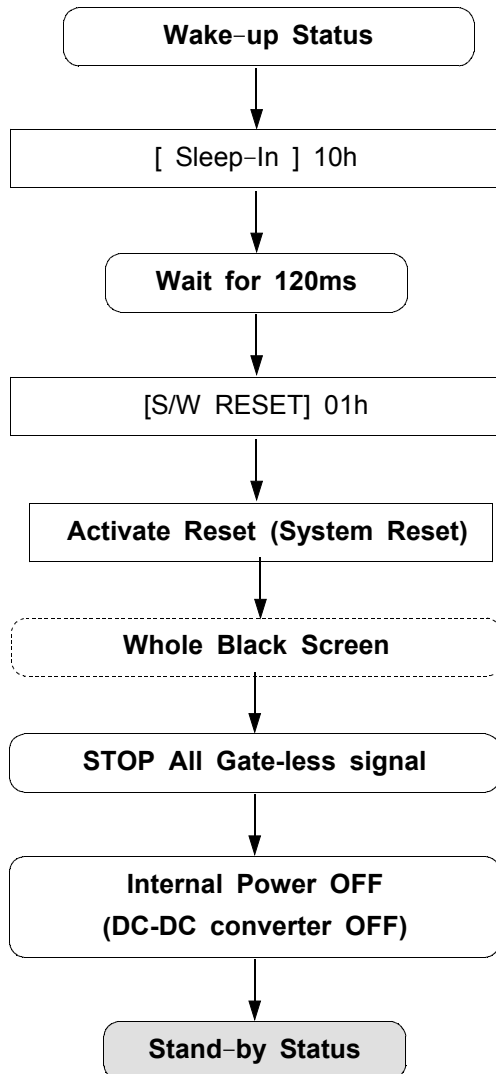 Wake-up Status
[ Sleep-In ] 10h
Wait for 120ms
[S/W RESET] 01h
Activate Reset (System Reset)
Whole Black Screen
STOP All Gate-less signal
Internal Power OFF
(DC-DC converter OFF)
Stand-by Status